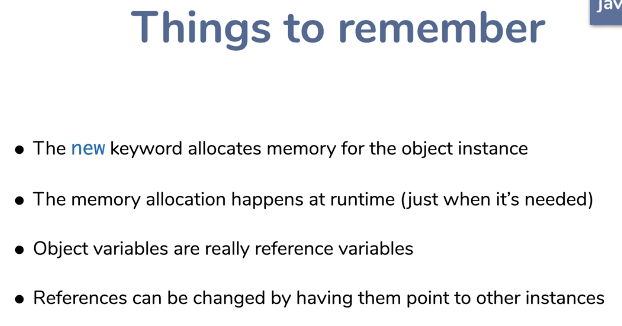 jav
Things to remember
• The new keyword allocates memory for the object instance
• The memory allocation happens at runtime (just when it’s needed)
• Object variables are really reference variables
• References can be changed by having them point to other instances